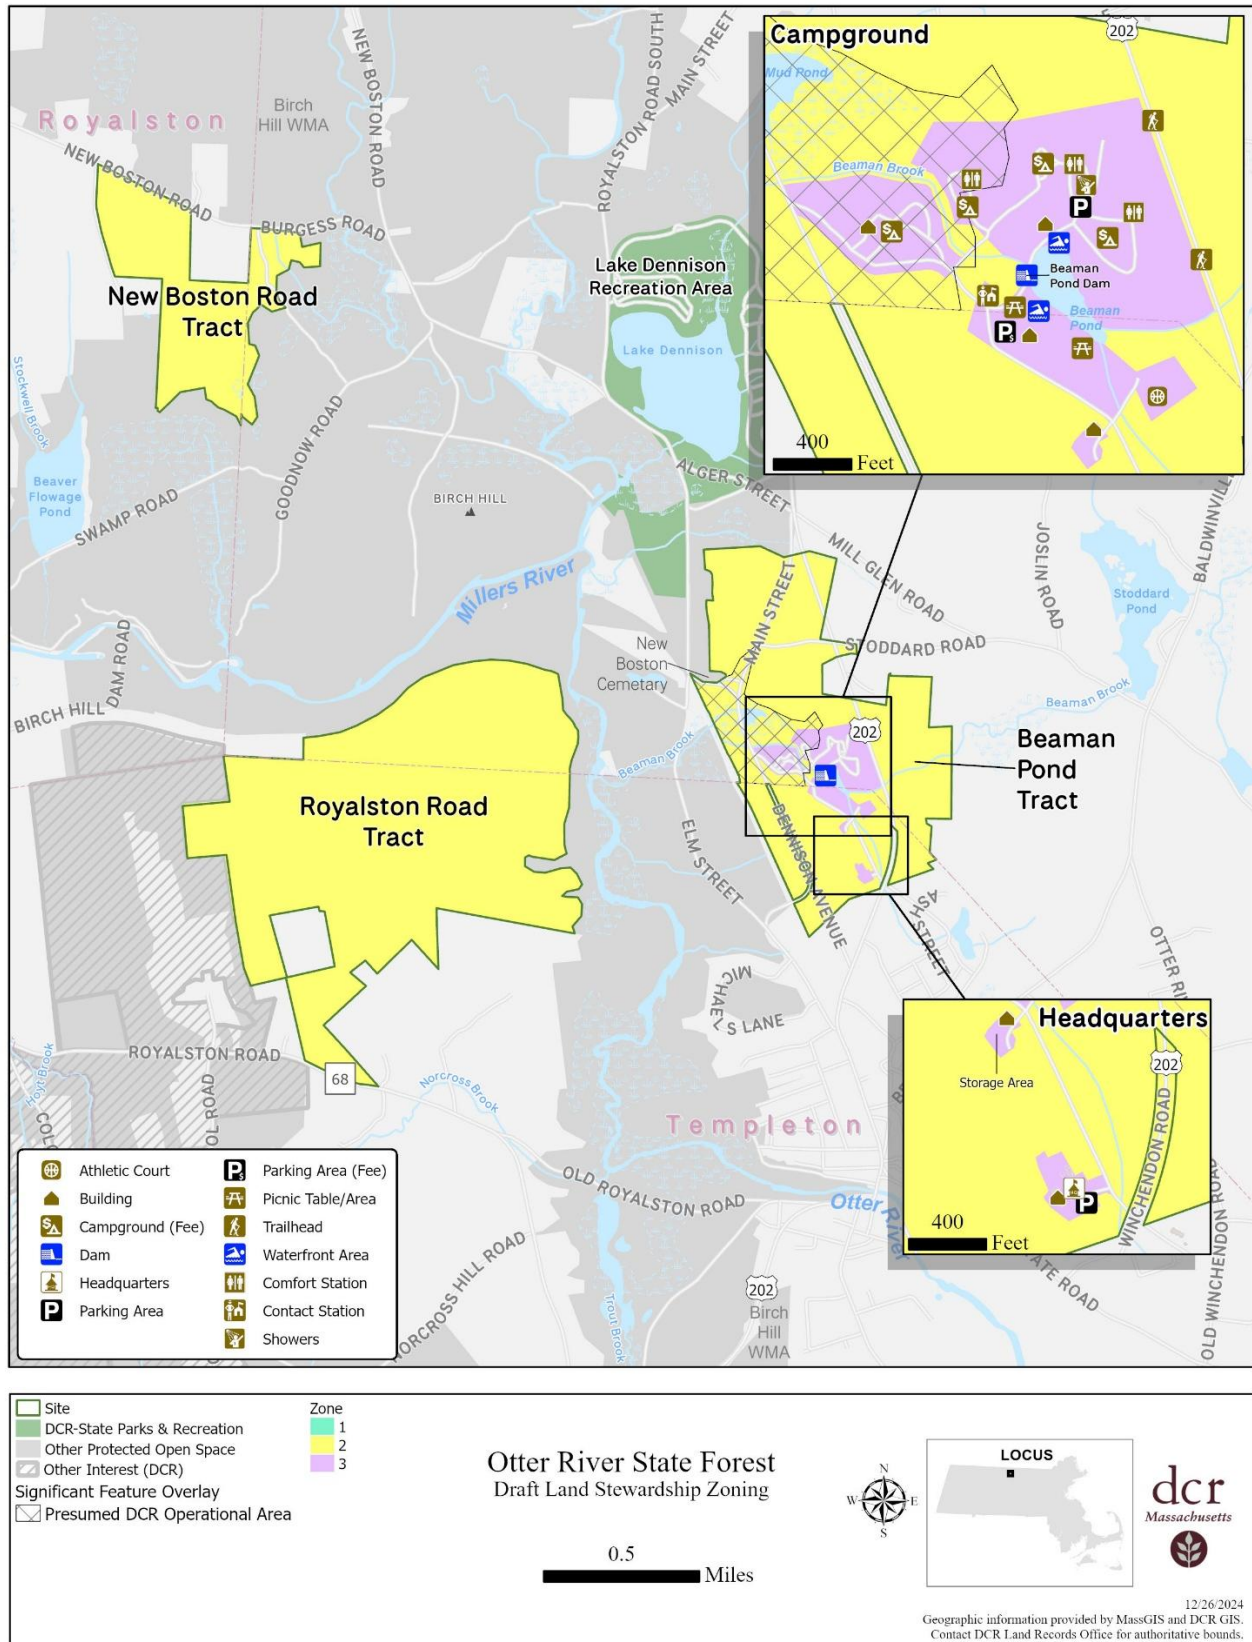 Campground
202
Mud Pond
Beaman Brook
Beaman
Pond Dam
Beaman
Pond
400
Feet
Royalston
Birch
Hill WMA
NEW BOSTON ROAD
NEW BOSTON ROAD
ROYALSTON ROAD SOUTH
MAIN STREET
BURGESS ROAD
New Boston Road
Tract
Lake Dennison
Recreation Area
Lake Dennison
Stockwell Brook
Beaver
Flowage
Pond
SWAMP ROAD
GOODNOW ROAD
BIRCH HILL
ALGER STREET
MILL GLEN ROAD
JOSLIN ROAD
BALDWINVILLE
Stoddard
Pond
Millers River
MAIN STREET
STODDARD ROAD
New
Boston
Cemetary
BIRCH HILL DAM ROAD
Beaman Brook
202
Beaman Brook
Beaman
Pond
Tract
Royalston Road
Tract
ELM STREET
DENNISON AVENUE
ASH STREET
OTTER RI
MICHAEL'S LANE
Headquarters
202
Storage Area
WINCHENDON ROAD
400
Feet
ROYALSTON ROAD
68
Hoyt Brook
OL ROAD
Norcross Brook
Templeton
OLD ROYALSTON ROAD
Otter River
ATE ROAD
OLD WINCHENDON ROAD
NORCROSS HILL ROAD
Trout Brook
202
Birch
Hill
WMA
Athletic Court
Building
Campground (Fee)
Dam
Headquarters
Parking Area
Parking Area (Fee)
Picnic Table/Area
Trailhead
Waterfront Area
Comfort Station
Contact Station
Showers
Site
DCR-State Parks & Recreation
Other Protected Open Space
Other Interest (DCR)
Significant Feature Overlay
Presumed DCR Operational Area
Zone
1
2
3
Otter River State Forest
Draft Land Stewardship Zoning
0.5
Miles
N
W E
S
LOCUS
dcr
Massachusetts
12/26/2024
Geographic information provided by MassGIS and DCR GIS.
Contact DCR Land Records Office for authoritative bounds.